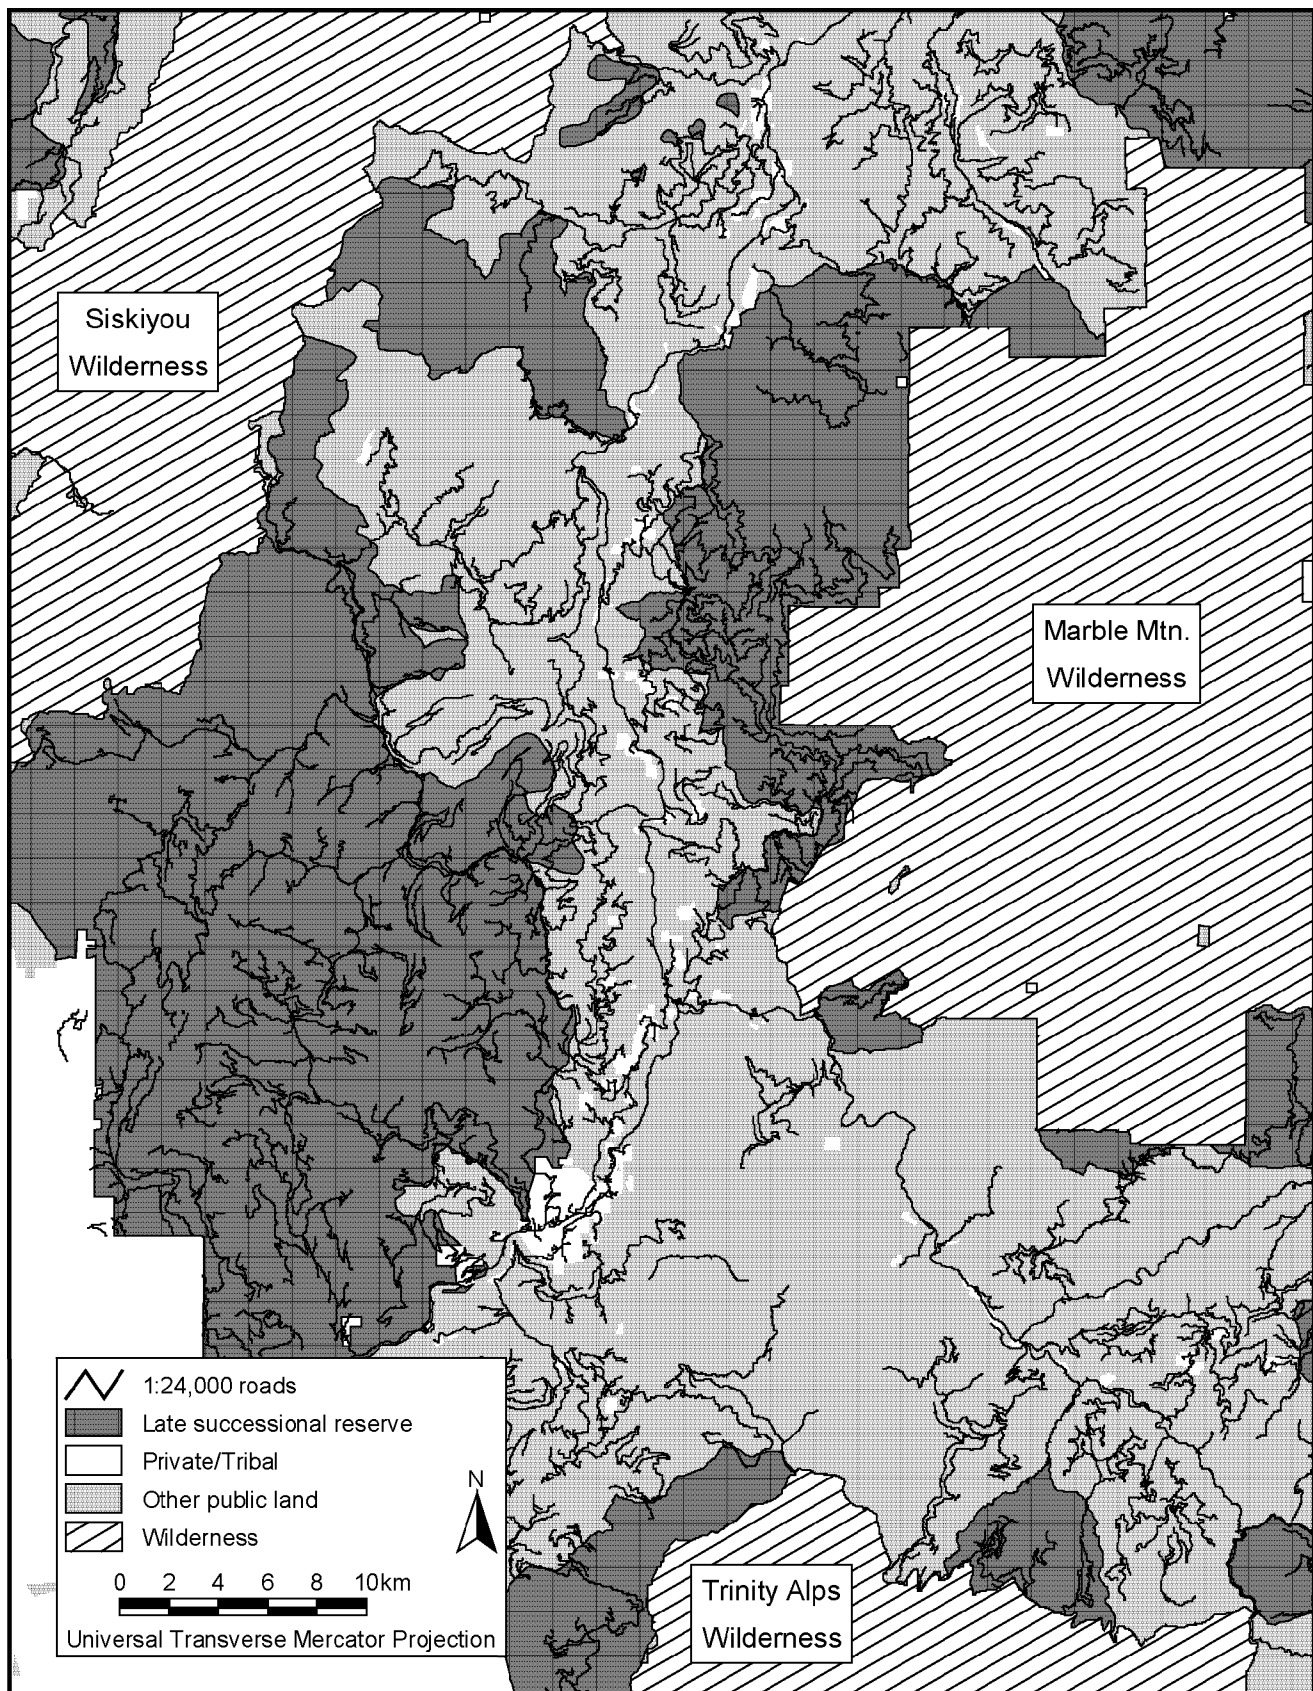 Siskiyou
Wilderness
Marble Mtn.
Wilderness
1:24,000 roads
Late successional reserve
Private/Tribal
Other public land
Wilderness
N
0 2 4 6 8 10km
Universal Transverse Mercator Projection
Trinity Alps
Wilderness